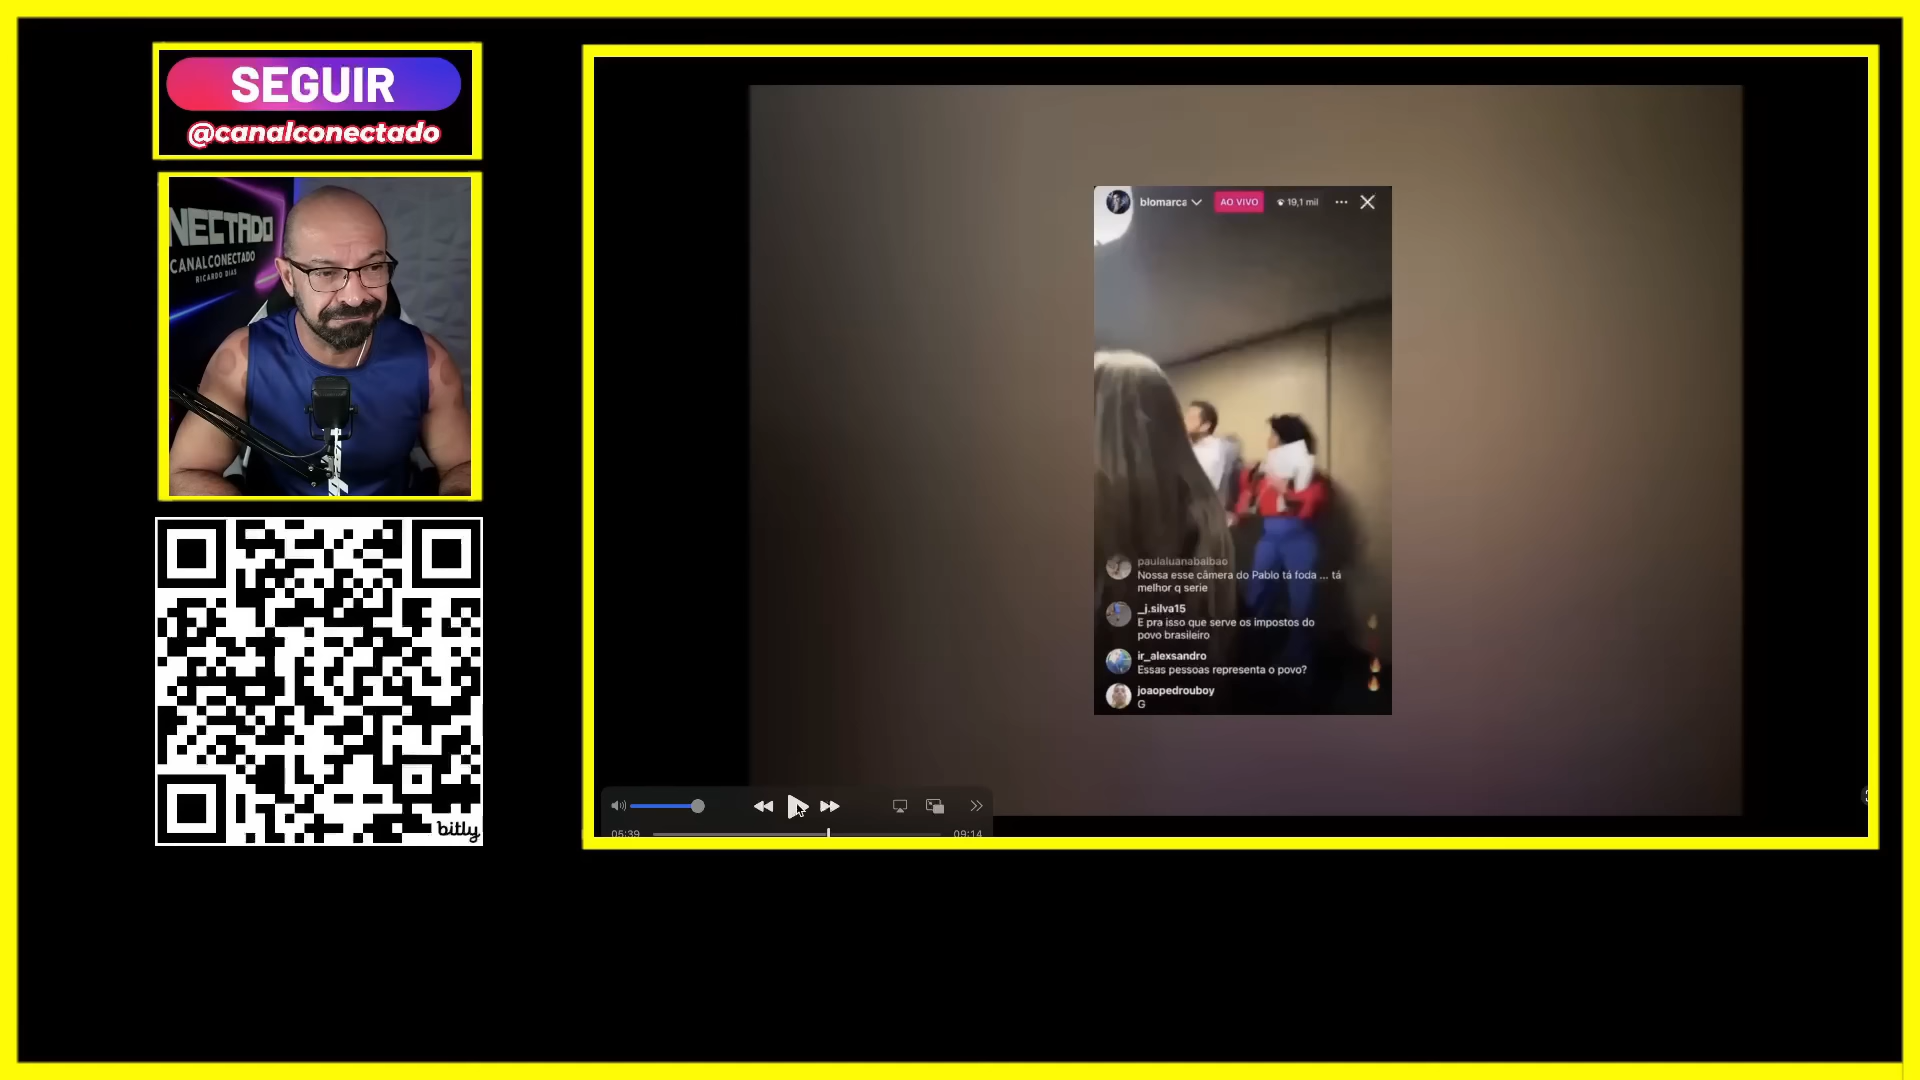 SEGUIR
@canalconectado
NECTADO
CANALCONECTADO
RICARDO DIAS
bitly
blomarca
AO VIVO
19,1 mil
paulaluanabalbao
Nossa esse câmera do Pablo tá foda ... tá
melhor q serie
_j.silva15
E pra isso que serve os impostos do
povo brasileiro
ir_alexsandro
Essas pessoas representa o povo?
joaopedrouboy
G
05:39
09:14